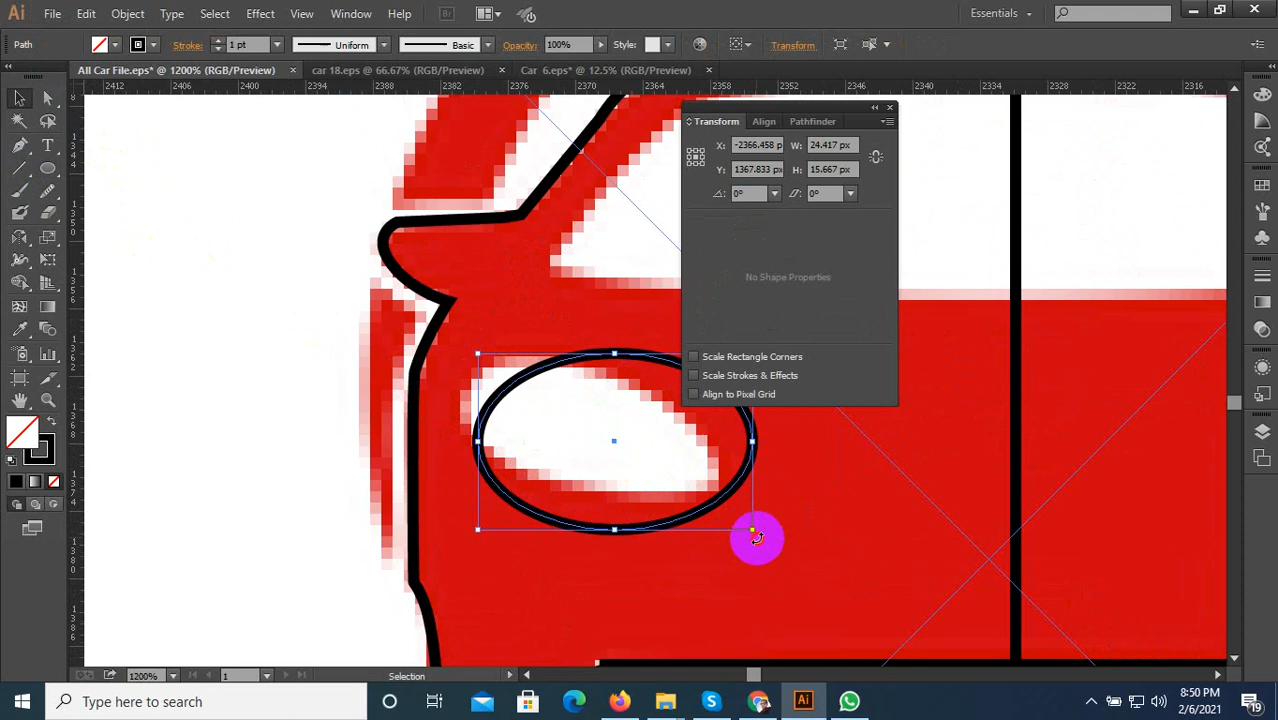 Ai File Edit Object Type Select Effect View Window Help Br Essentials
Path Stroke: 1 pt Uniform Basic Opacity: 100% Style: Transform
All Car File.eps* @ 1200% (RGB/Preview) × car 18.eps @ 66.67% (RGB/Preview) × Car 6.eps* @ 12.5% (RGB/Preview) ×
2412 2406 2400 2394 2388 2382 2376 2370 2364 2358 2352 2346 2340 2334 2328 2322 2316
Transform Align Pathfinder
X: -2366.458 p W: 24.417 px
Y: 1367.833 px H: 15.667 px
0° 0°
No Shape Properties
Scale Rectangle Corners
Scale Strokes & Effects
Align to Pixel Grid
1200% 1 Selection
Type here to search
8:50 PM
2/6/2021
19